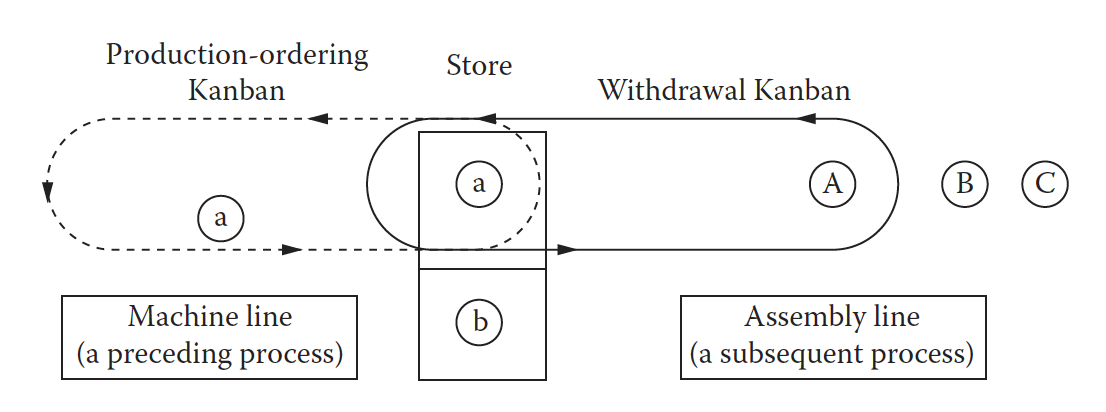 Production-ordering
Kanban
Store
Withdrawal Kanban
a
A
B
C
a
b
Machine line
(a preceding process)
Assembly line
(a subsequent process)